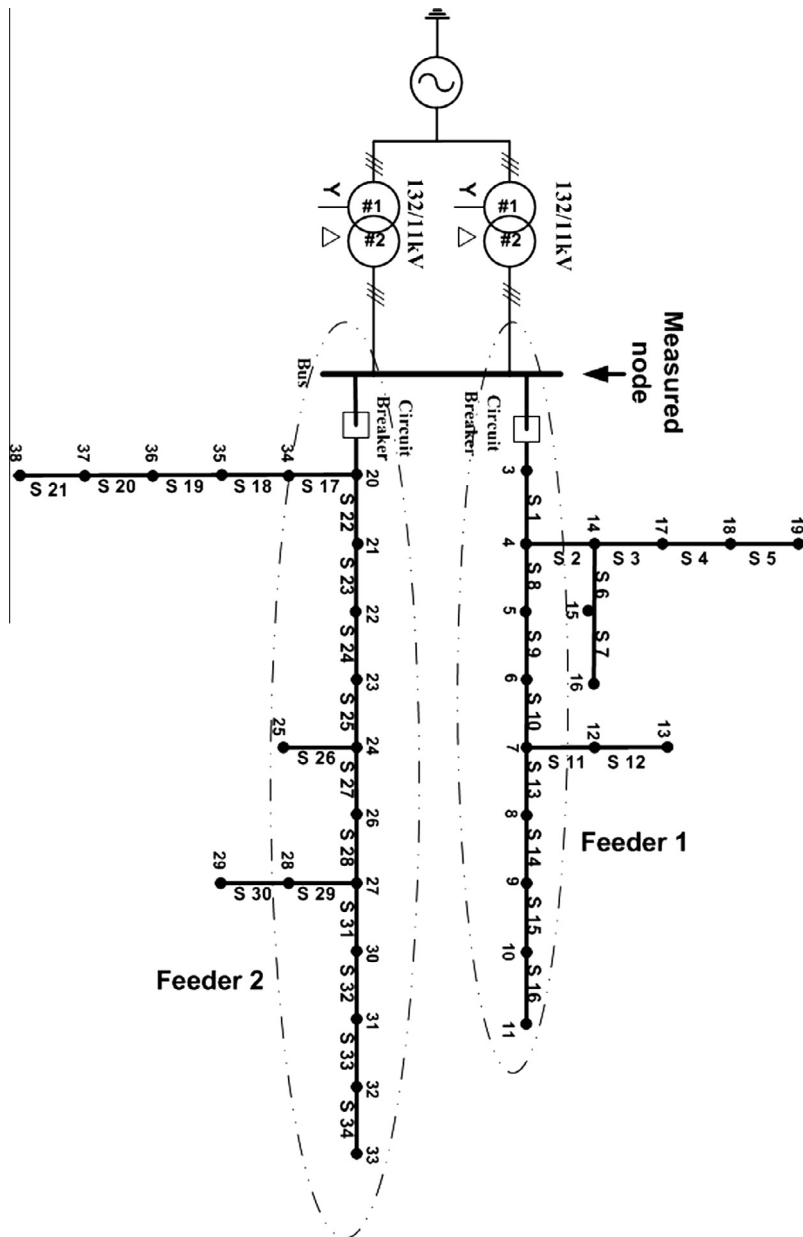 132/11kV
132/11kV
#1
#2
Y
△
#1
#2
Y
△
Measured
node
Bus
Circuit
Breaker
Circuit
Breaker
3
S 1
4
S 2
14
S 3
17
S 4
18
S 5
19
S 6
15
S 7
16
S 8
5
S 9
6
S 10
7
S 11
12
S 12
13
S 13
8
S 14
9
S 15
10
S 16
11
Feeder 1
20
S 17
34
S 18
35
S 19
36
S 20
37
S 21
38
S 22
21
S 23
22
S 24
23
S 25
24
S 26
25
S 27
26
S 28
27
S 29
28
S 30
29
S 31
30
S 32
31
S 33
32
S 34
33
Feeder 2